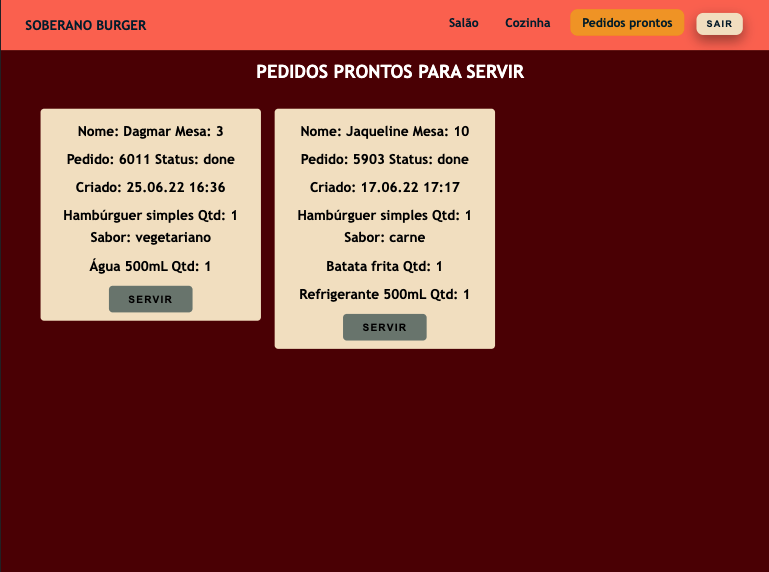 SOBERANO BURGER
Salão
Cozinha
Pedidos prontos
SAIR
PEDIDOS PRONTOS PARA SERVIR
Nome: Dagmar Mesa: 3
Pedido: 6011 Status: done
Criado: 25.06.22 16:36
Hambúrguer simples Qtd: 1
Sabor: vegetariano
Água 500mL Qtd: 1
SERVIR
Nome: Jaqueline Mesa: 10
Pedido: 5903 Status: done
Criado: 17.06.22 17:17
Hambúrguer simples Qtd: 1
Sabor: carne
Batata frita Qtd: 1
Refrigerante 500mL Qtd: 1
SERVIR